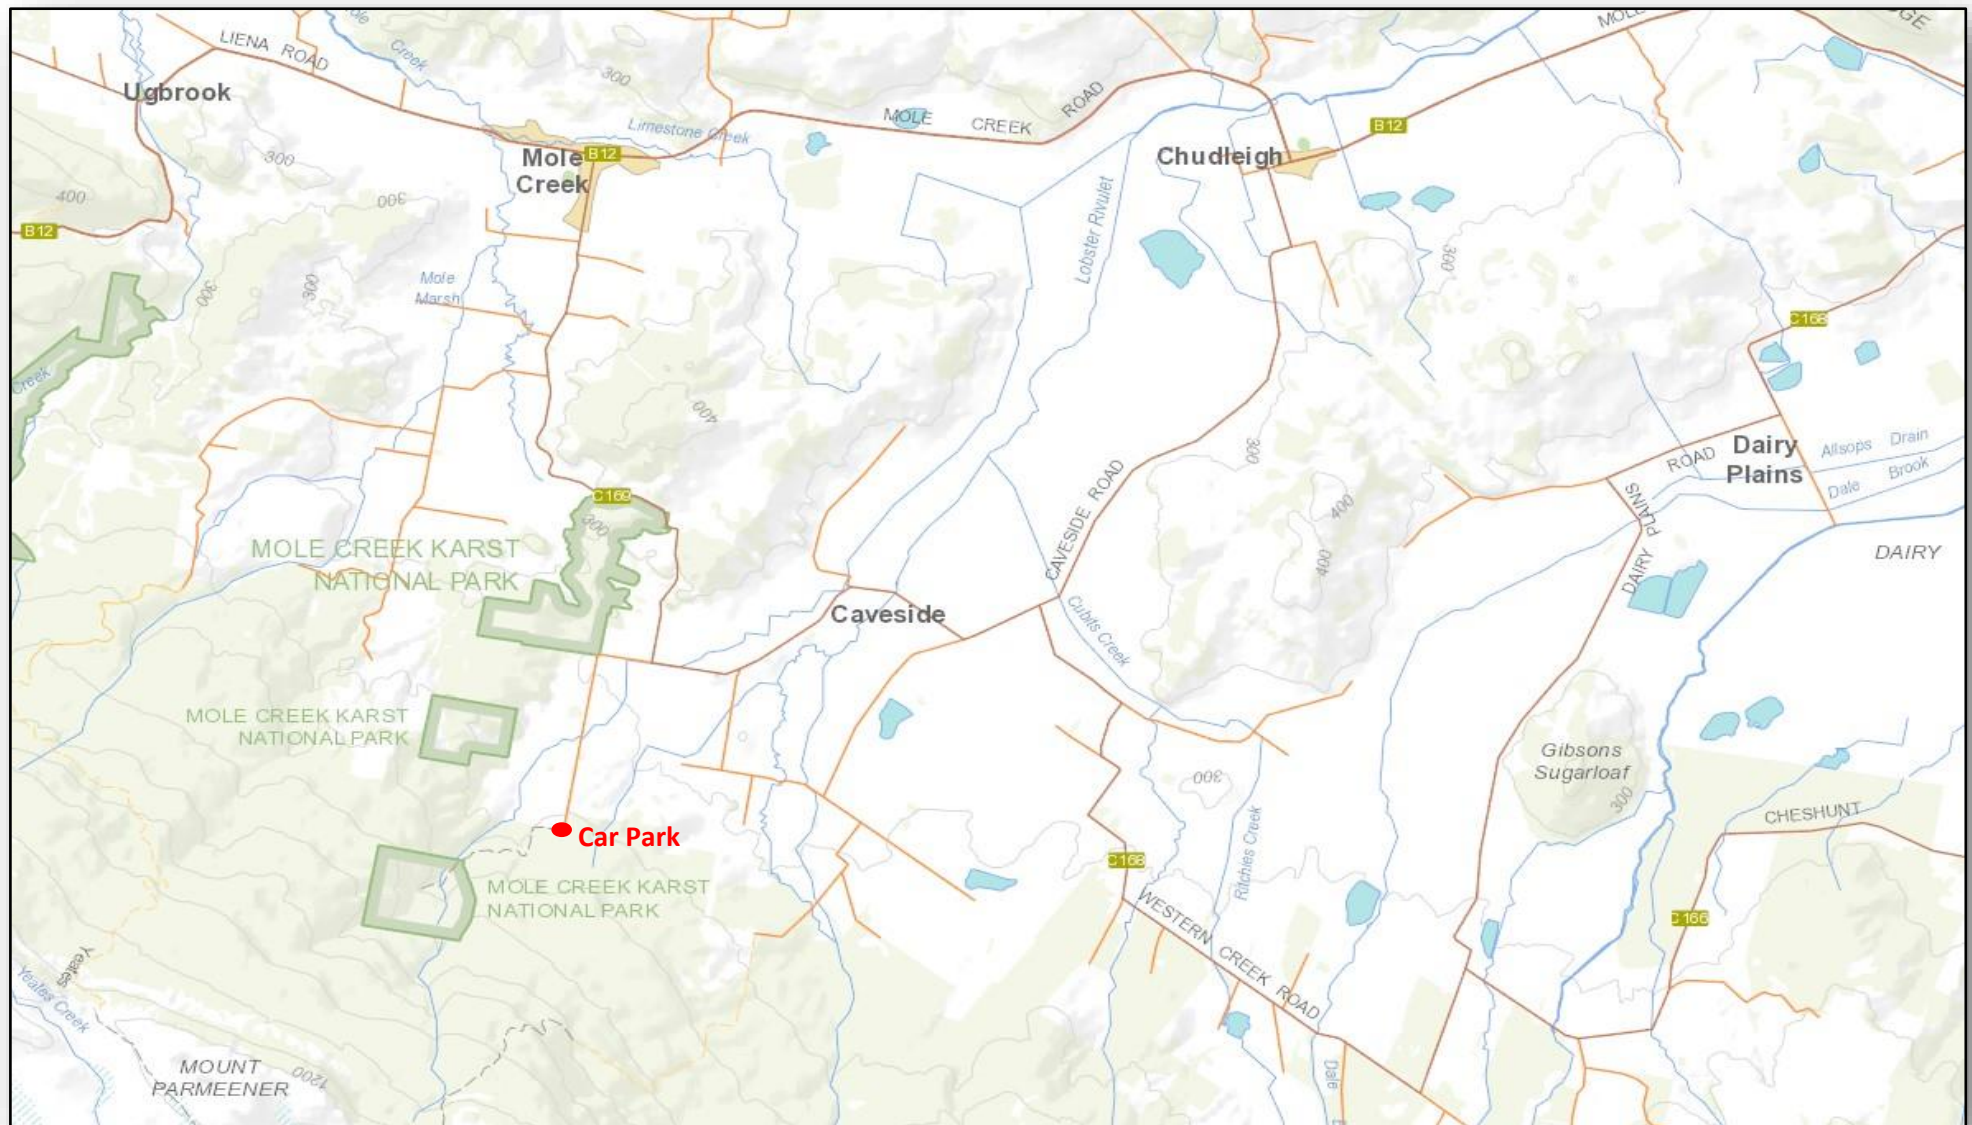 Creek
LIENA ROAD
300
MOLE
Ugbrook
MOLE CREEK ROAD
Limestone Creek
B12
B12
300
Mole
Creek
Chudleigh
400
300
B12
Lobster Rivulet
300
Mole
Marsh
300
300
C168
Creek
400
300
CAVESIDE ROAD
ROAD
Dairy
Plains
Allsops Drain
Dale Brook
DAIRY PLAINS
C169
300
400
400
MOLE CREEK KARST
NATIONAL PARK
DAIRY
Caveside
Cubits Creek
MOLE CREEK KARST
NATIONAL PARK
Gibsons
Sugarloaf
300
300
CHESHUNT
Car Park
Ritchies Creek
C168
MOLE CREEK KARST
NATIONAL PARK
WESTERN CREEK ROAD
C166
Yeates
Yeates Creek
MOUNT
PARMEENER
1200
Dale